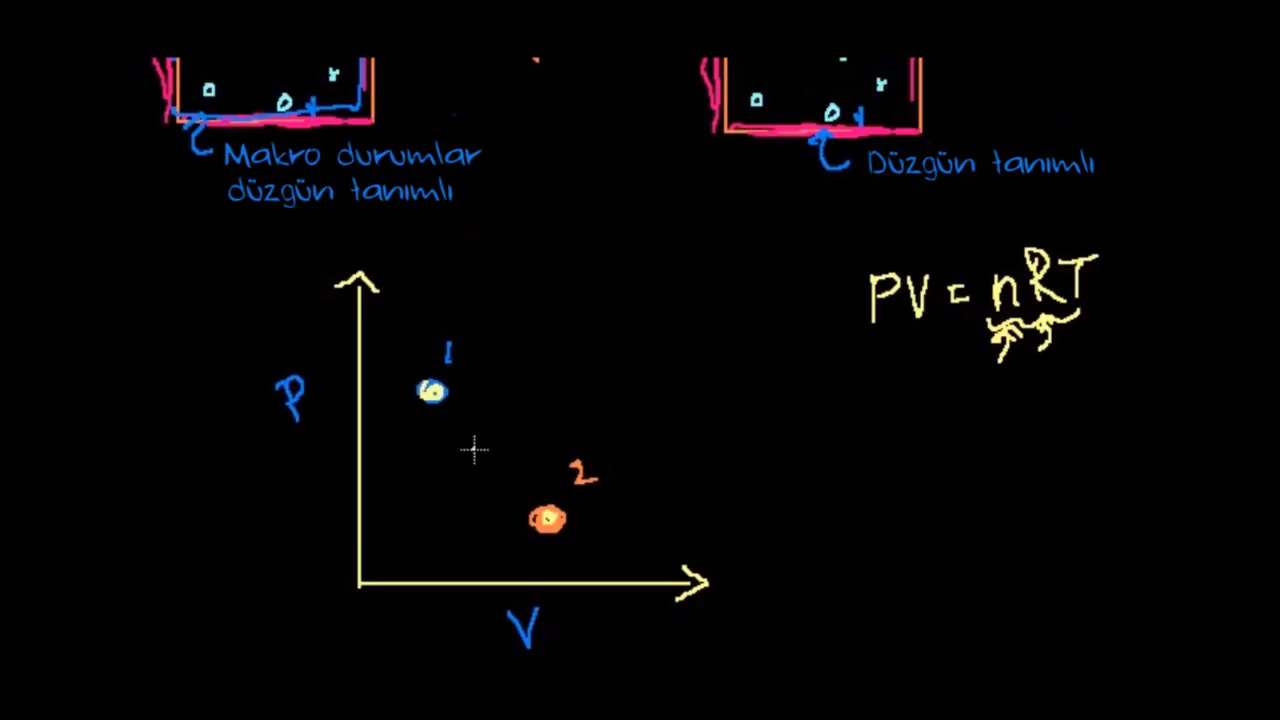 Makro durumlar
düzgün tanımlı
Düzgün tanımlı
PV = nRT
1
P
2
V